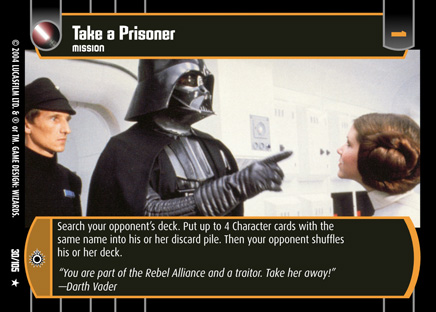 Take a Prisoner
MISSION
1
© 2004 LUCASFILM LTD. & ® or TM. GAME DESIGN: WIZARDS.
30/105
Search your opponent's deck. Put up to 4 Character cards with the
same name into his or her discard pile. Then your opponent shuffles
his or her deck.
“You are part of the Rebel Alliance and a traitor. Take her away!”
—Darth Vader